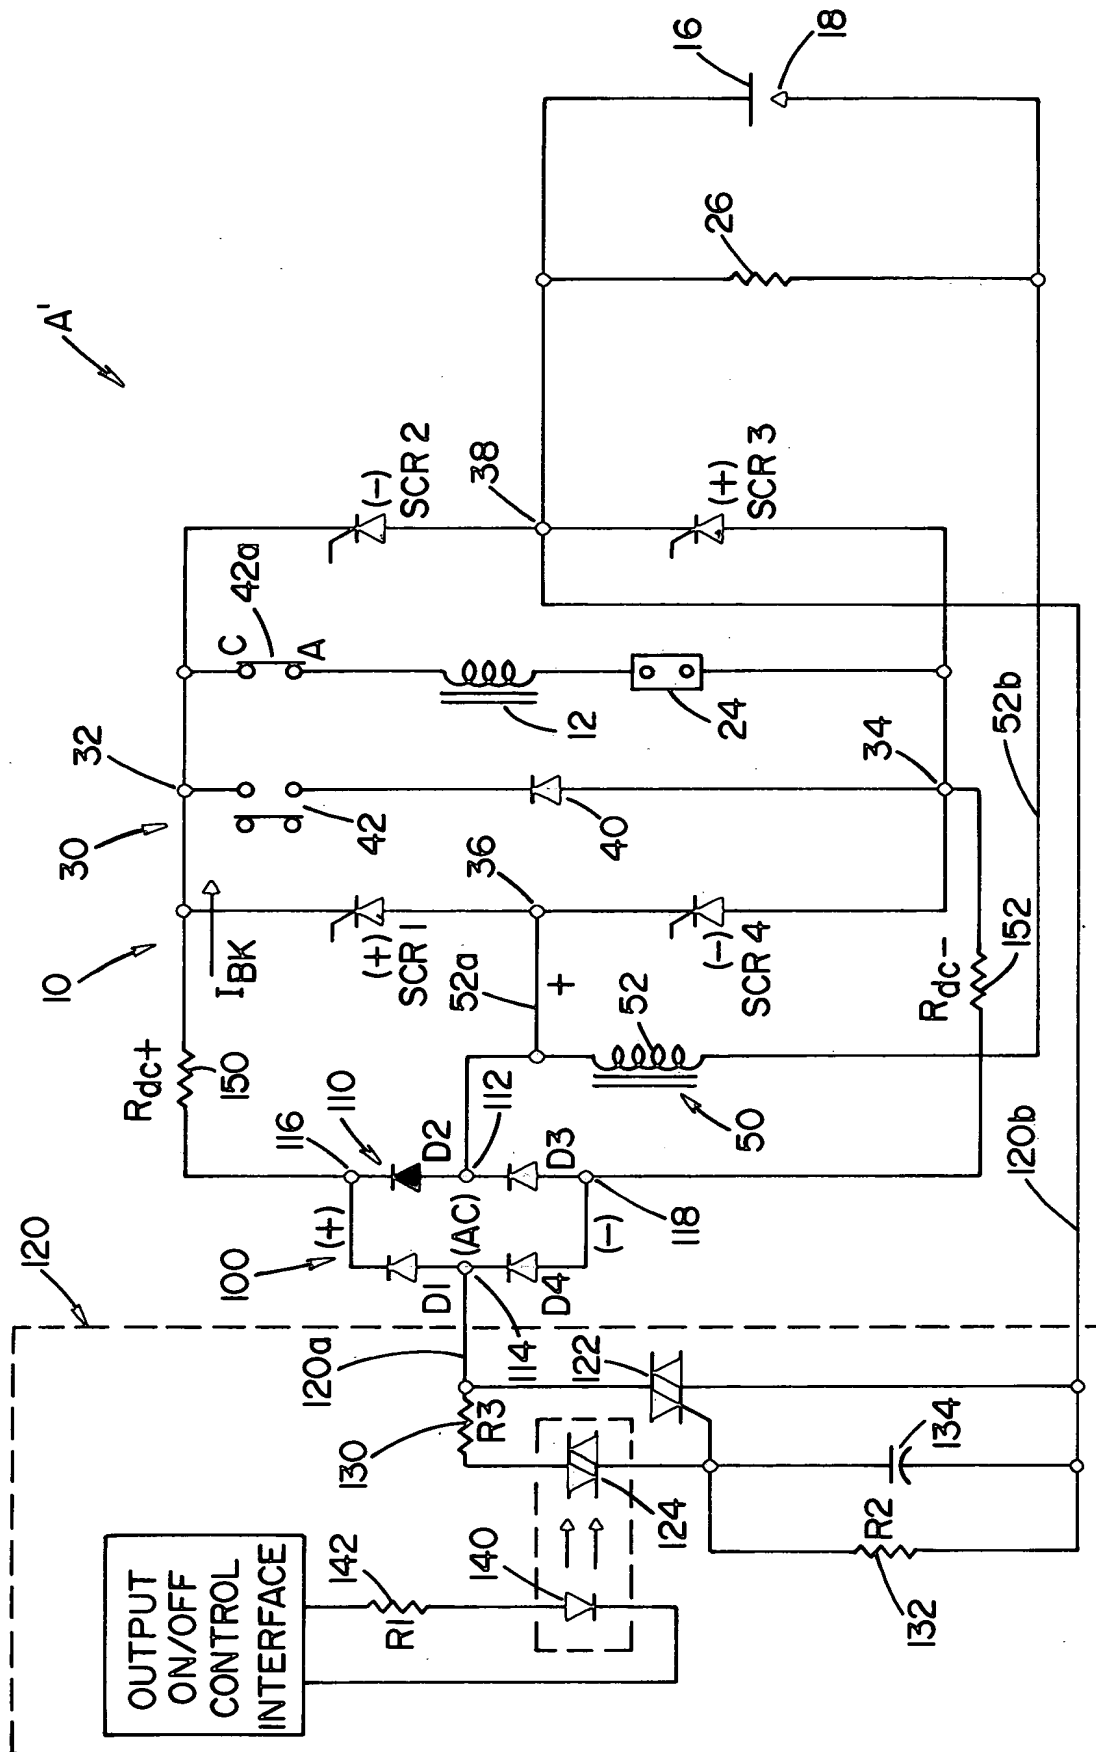 A'
120
OUTPUT
ON/OFF
CONTROL
INTERFACE
142
R1
140
124
130
R3
120a
114
122
132
R2
134
120b
100
(+)
116
110
D1
D2
(AC)
112
D4
D3
(-)
118
Rdc+
150
10
IBK
30
32
(+)
SCR 1
52a
+
36
52
50
(-)
SCR 4
Rdc-
152
42
40
34
C
42a
A
12
24
52b
(-)
SCR 2
38
(+)
SCR 3
26
16
18